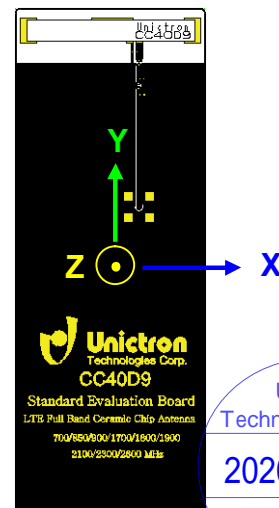 Unictron
CC40D9
Y
Z
X
Unictron
Technologies Corp.
CC40D9
Standard Evaluation Board
LTE Full Band Ceramic Chip Antenna
700/850/900/1700/1800/1900
2100/2300/2600 MHz
U
Techn
2020